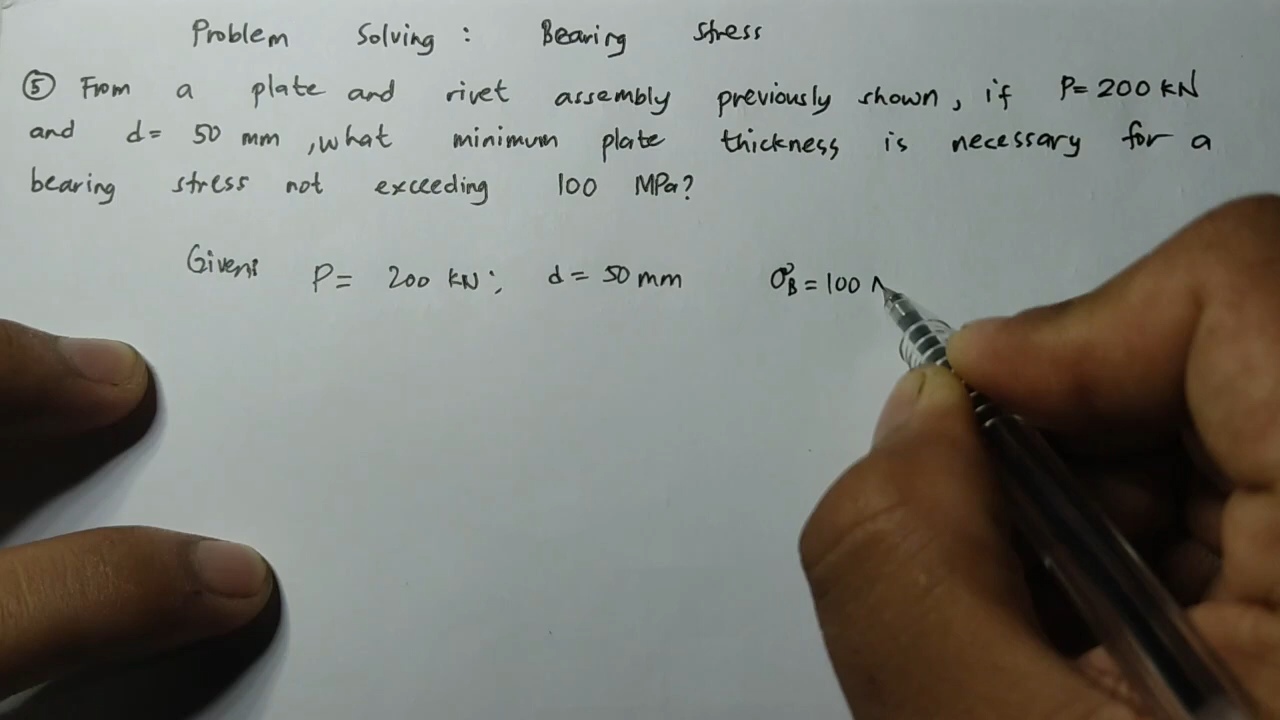 Problem Solving : Bearing Stress
⑤ From a plate and rivet assembly previously shown, if P= 200 kN
and d= 50 mm, what minimum plate thickness is necessary for a
bearing stress not exceeding 100 MPa?
Given: P= 200 kN; d= 50 mm σB = 100